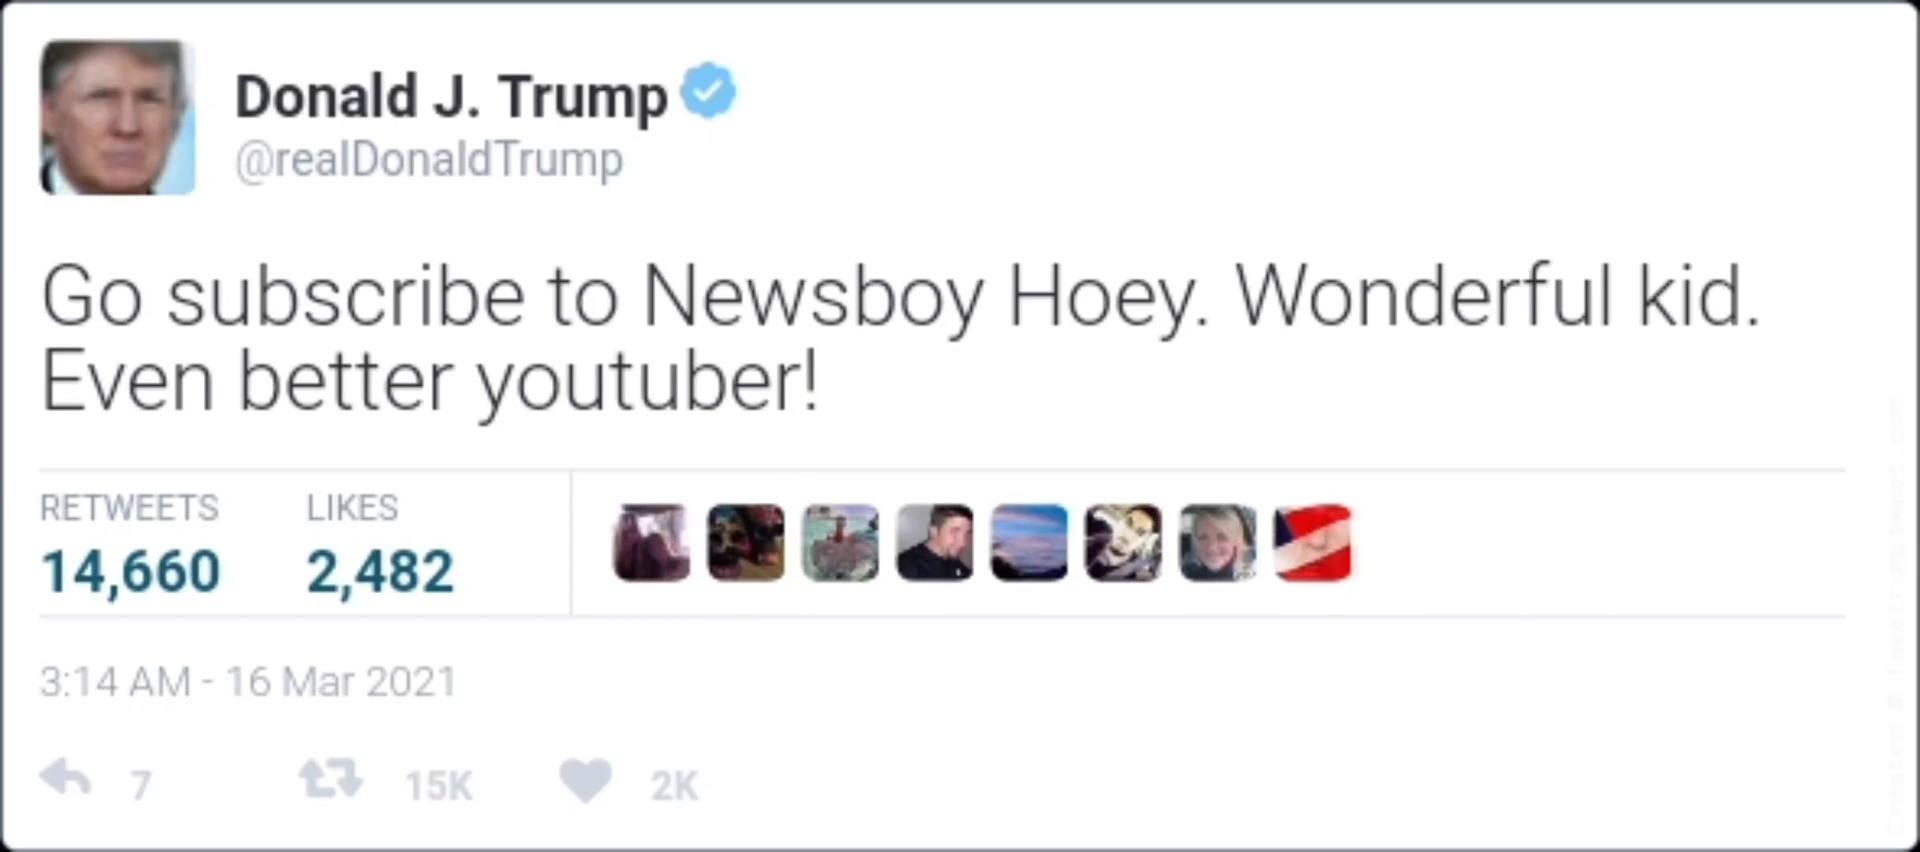 Donald J. Trump
@realDonaldTrump
Go subscribe to Newsboy Hoey. Wonderful kid.
Even better youtuber!
RETWEETS LIKES
14,660 2,482
3:14 AM - 16 Mar 2021
7 15K 2K